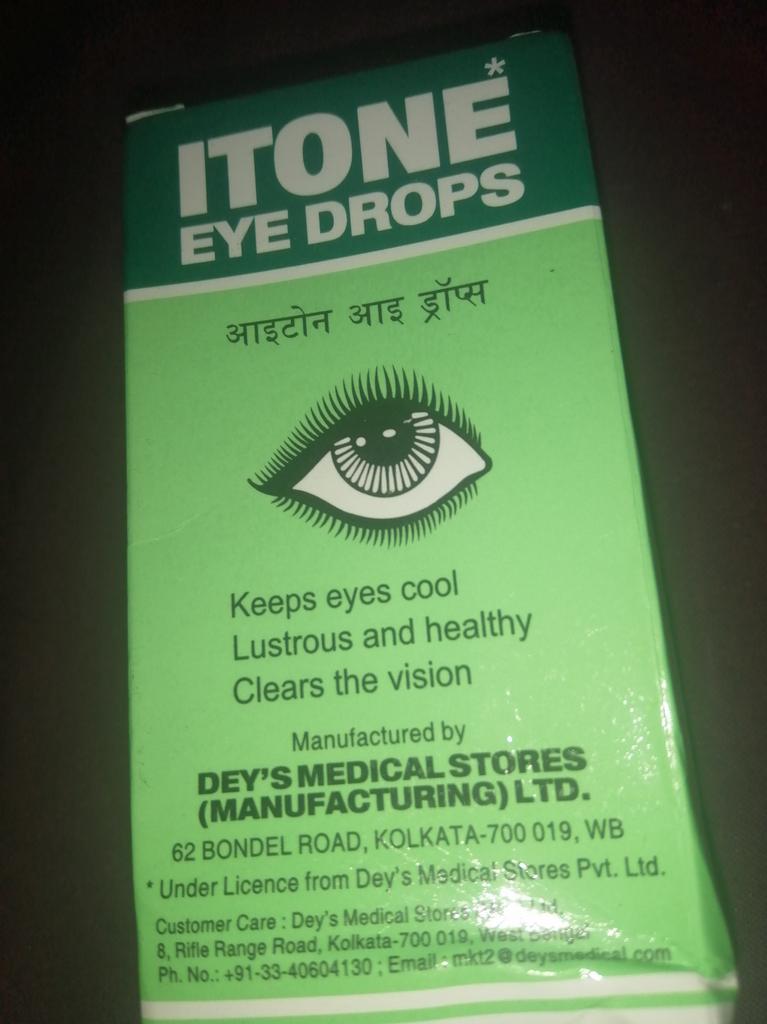 ITONE*
EYE DROPS
आइटोन आइ ड्रॉप्स
Keeps eyes cool
Lustrous and healthy
Clears the vision
Manufactured by
DEY'S MEDICAL STORES
(MANUFACTURING) LTD.
62 BONDEL ROAD, KOLKATA-700 019, WB
* Under Licence from Dey's Medical Stores Pvt. Ltd.
Customer Care : Dey's Medical Stores Ltd.
8, Rifle Range Road, Kolkata-700 019, West Bengal
Ph. No.: +91-33-40604130 ; Email : mkt2@deysmedical.com